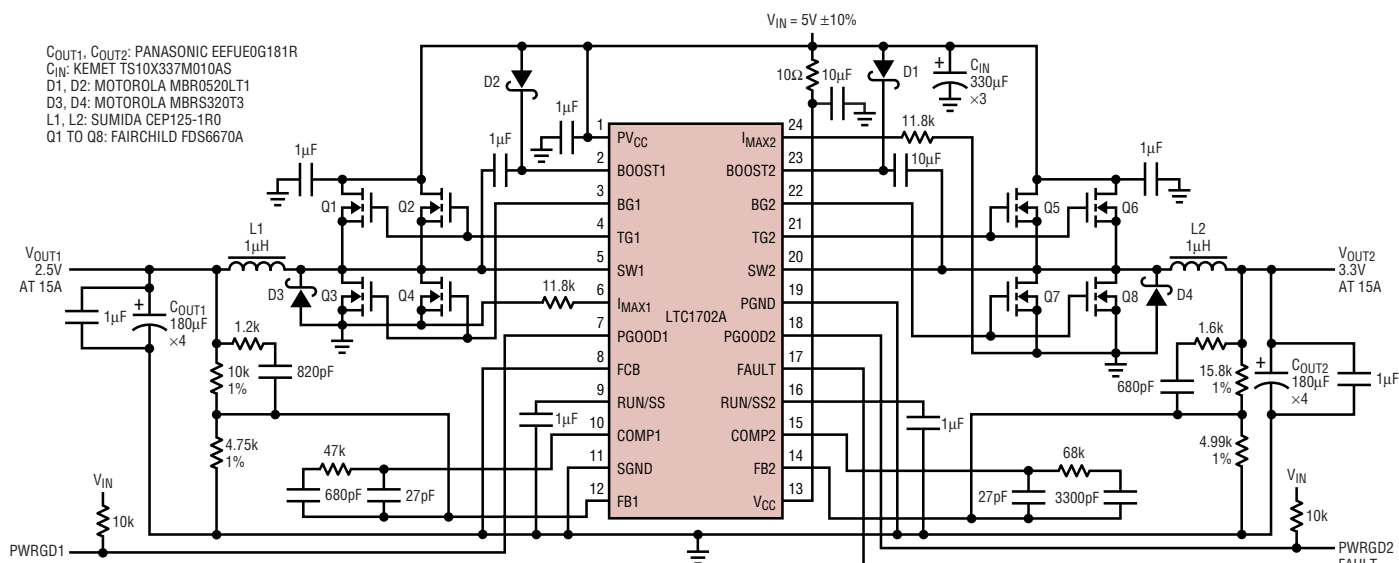 VIN = 5V ±10%
COUT1, COUT2: PANASONIC EEFUE0G181R
CIN: KEMET TS10X337M010AS
D1, D2: MOTOROLA MBR0520LT1
D3, D4: MOTOROLA MBRS320T3
L1, L2: SUMIDA CEP125-1R0
Q1 TO Q8: FAIRCHILD FDS6670A
D2
10Ω
10µF
D1
+
CIN
330µF
×3
1µF
1µF
1µF
1
PVCC
2
BOOST1
3
BG1
4
TG1
5
SW1
6
IMAX1
7
PGOOD1
8
FCB
9
RUN/SS
10
COMP1
11
SGND
12
FB1
LTC1702A
24
IMAX2
23
BOOST2
22
BG2
21
TG2
20
SW2
19
PGND
18
PGOOD2
17
FAULT
16
RUN/SS2
15
COMP2
14
FB2
13
VCC
11.8k
10µF
1µF
Q1
Q2
Q5
Q6
L1
1µH
VOUT1
2.5V
AT 15A
D3
Q3
Q4
11.8k
L2
1µH
VOUT2
3.3V
AT 15A
Q7
Q8
D4
1µF
+
COUT1
180µF
×4
1.2k
10k
1%
820pF
4.75k
1%
1µF
47k
680pF
27pF
VIN
10k
PWRGD1
1.6k
680pF
15.8k
1%
+
COUT2
180µF
×4
1µF
1µF
4.99k
1%
68k
27pF
3300pF
VIN
10k
PWRGD2
FAULT